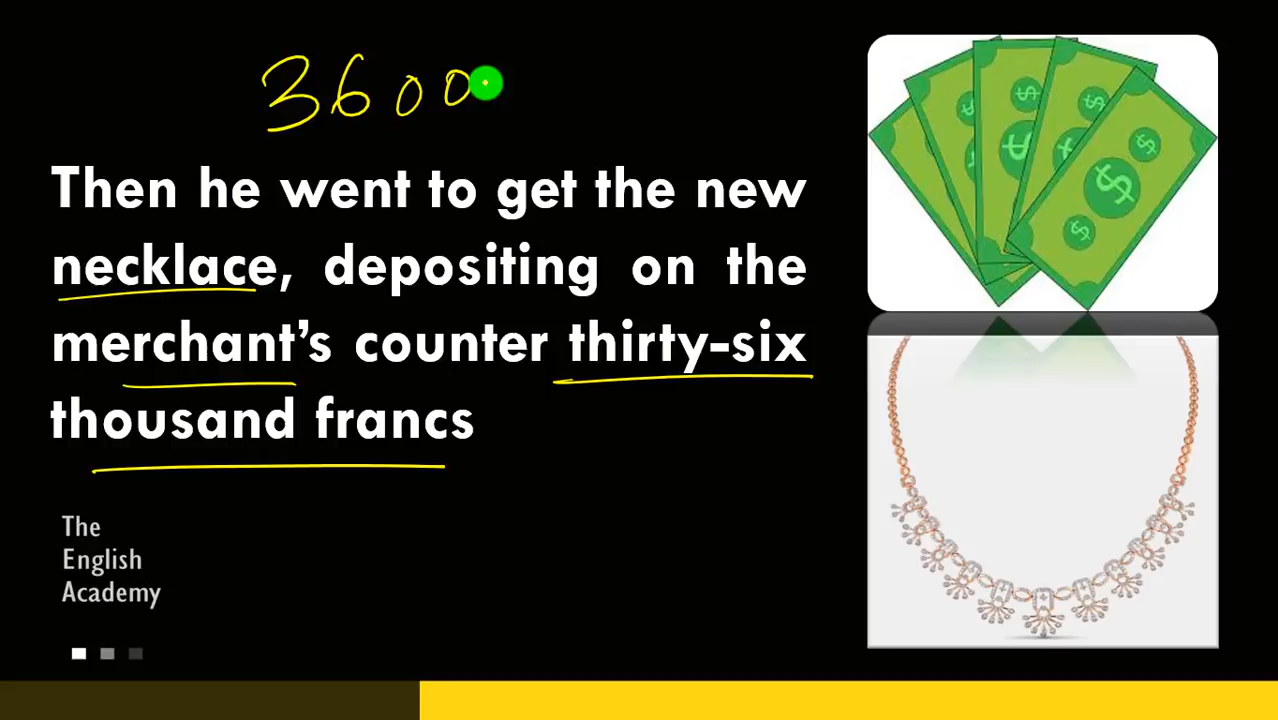 3600
Then he went to get the new
necklace, depositing on the
merchant’s counter thirty-six
thousand francs
The
English
Academy